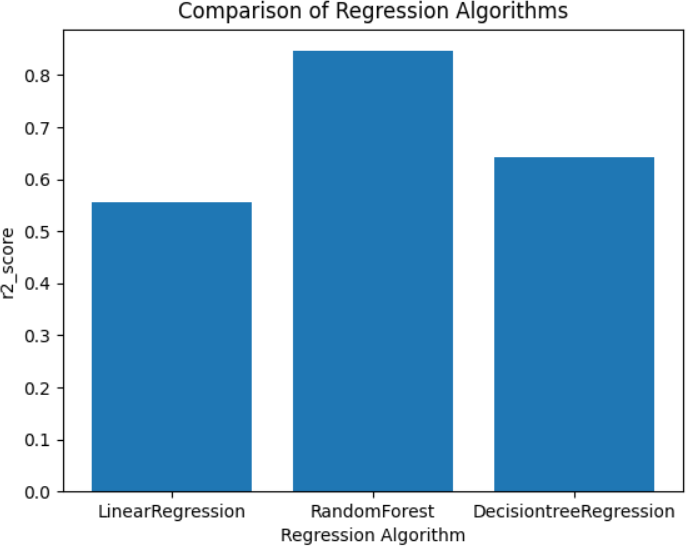 Comparison of Regression Algorithms
0.8
0.7
0.6
0.5
0.4
0.3
0.2
0.1
0.0
r2_score
LinearRegression
RandomForest
DecisiontreeRegression
Regression Algorithm